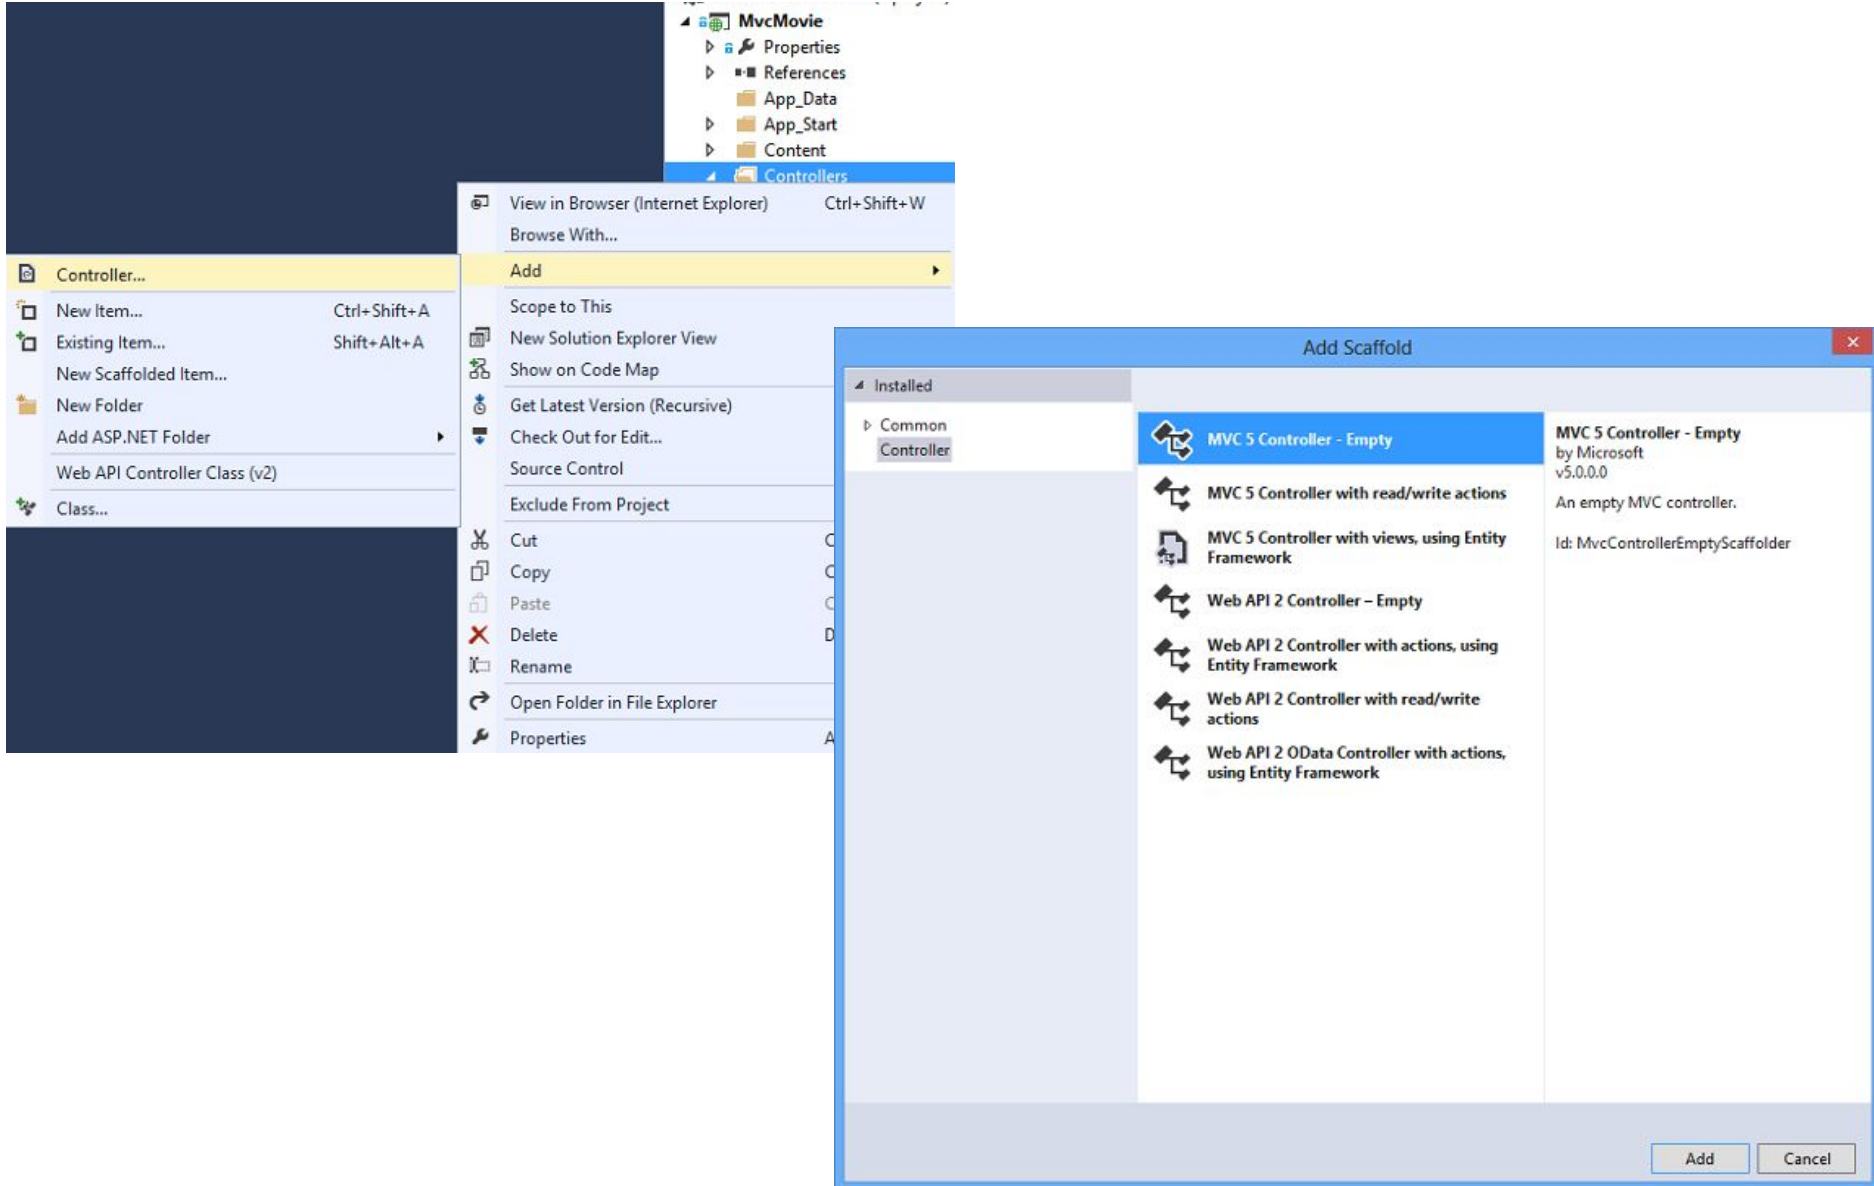 MvcMovie
Properties
References
App_Data
App_Start
Content
Controllers
View in Browser (Internet Explorer) Ctrl+Shift+W
Browse With...
Add
Scope to This
New Solution Explorer View
Show on Code Map
Get Latest Version (Recursive)
Check Out for Edit...
Source Control
Exclude From Project
Cut
Copy
Paste
Delete
Rename
Open Folder in File Explorer
Properties
Controller...
New Item... Ctrl+Shift+A
Existing Item... Shift+Alt+A
New Scaffolded Item...
New Folder
Add ASP.NET Folder
Web API Controller Class (v2)
Class...
Add Scaffold
Installed
Common
Controller
MVC 5 Controller - Empty
MVC 5 Controller with read/write actions
MVC 5 Controller with views, using Entity
Framework
Web API 2 Controller – Empty
Web API 2 Controller with actions, using
Entity Framework
Web API 2 Controller with read/write
actions
Web API 2 OData Controller with actions,
using Entity Framework
MVC 5 Controller - Empty
by Microsoft
v5.0.0.0
An empty MVC controller.
Id: MvcControllerEmptyScaffolder
Add
Cancel